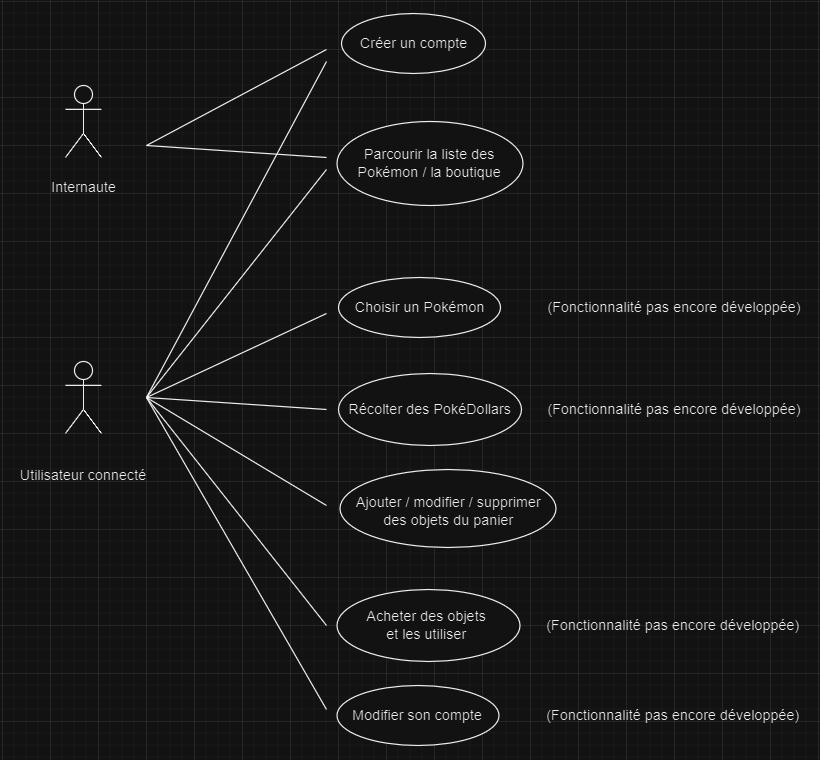 Créer un compte
Internaute
Parcourir la liste des
Pokémon / la boutique
Choisir un Pokémon
(Fonctionnalité pas encore développée)
Récolter des PokéDollars
(Fonctionnalité pas encore développée)
Utilisateur connecté
Ajouter / modifier / supprimer
des objets du panier
Acheter des objets
et les utiliser
(Fonctionnalité pas encore développée)
Modifier son compte
(Fonctionnalité pas encore développée)